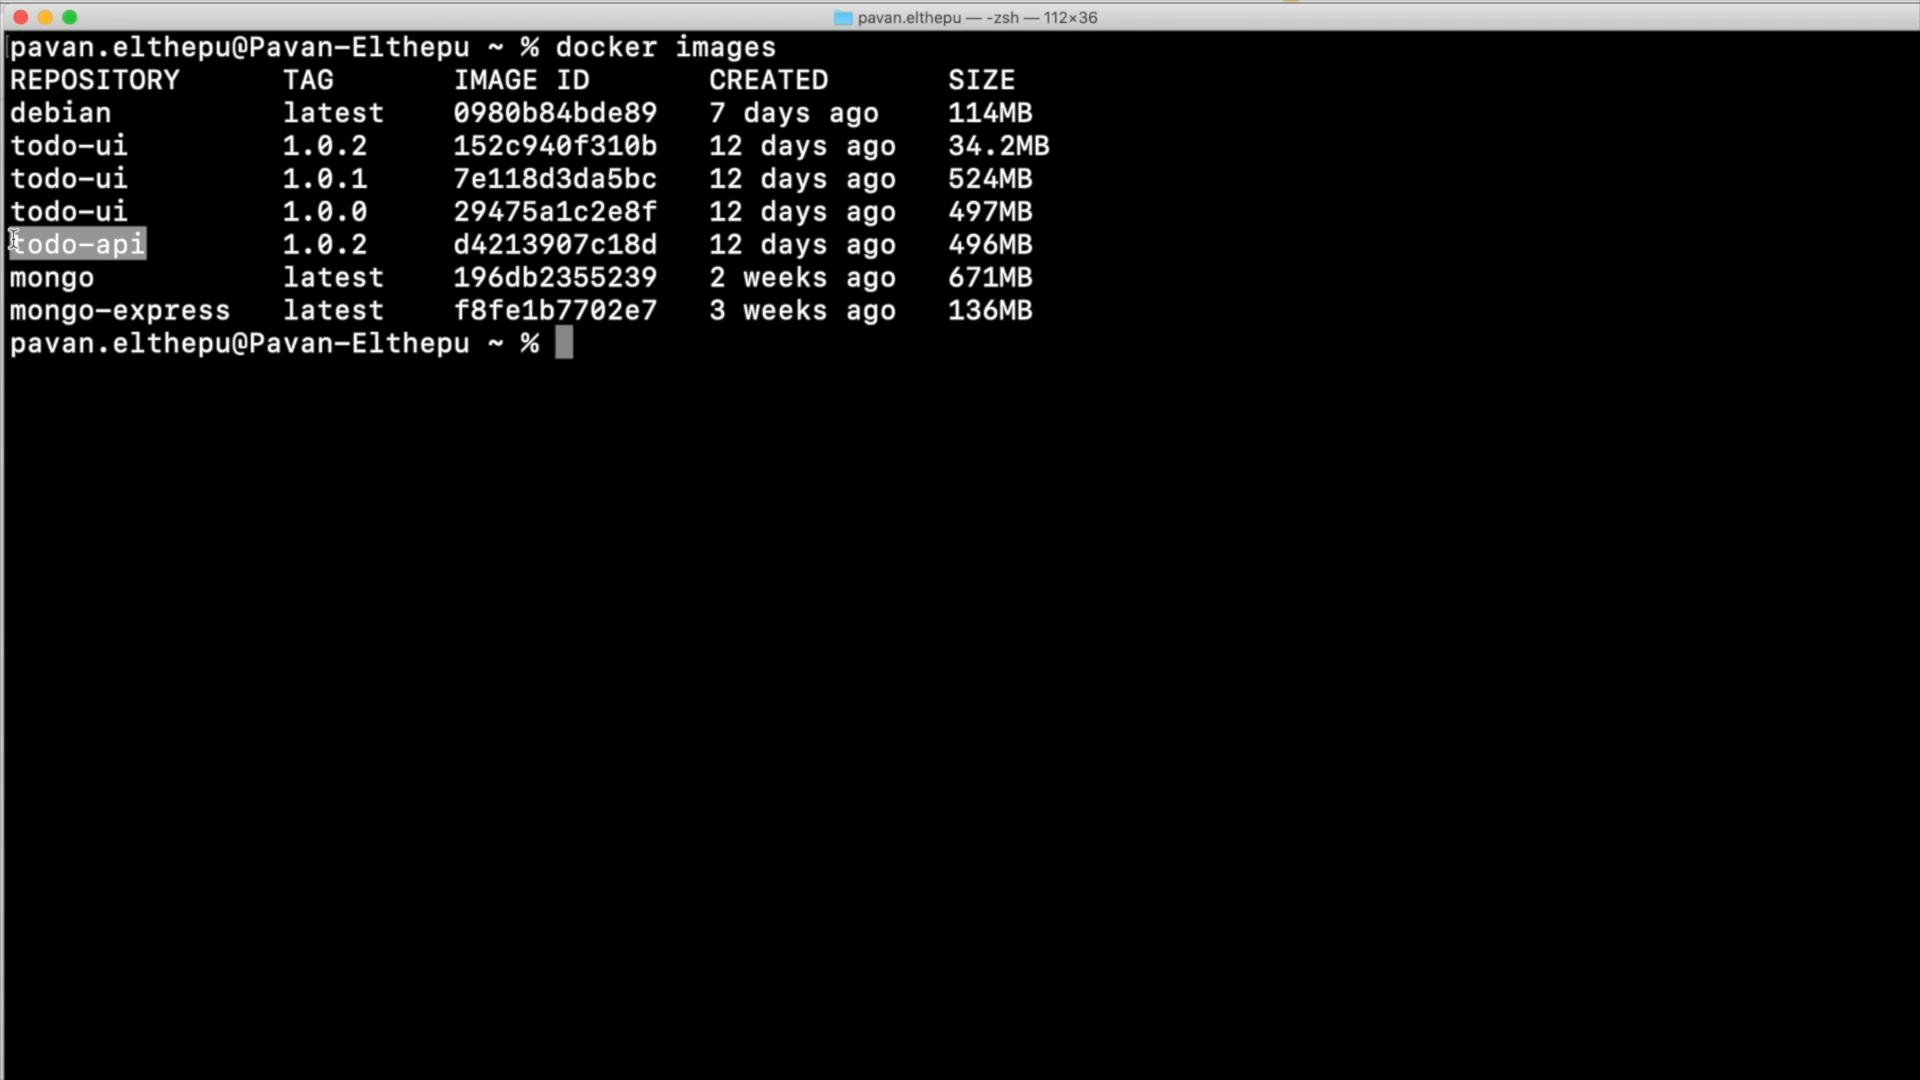 pavan.elthepu — -zsh — 112×36
pavan.elthepu@Pavan-Elthepu ~ % docker images
REPOSITORY TAG IMAGE ID CREATED SIZE
debian latest 0980b84bde89 7 days ago 114MB
todo-ui 1.0.2 152c940f310b 12 days ago 34.2MB
todo-ui 1.0.1 7e118d3da5bc 12 days ago 524MB
todo-ui 1.0.0 29475a1c2e8f 12 days ago 497MB
todo-api 1.0.2 d4213907c18d 12 days ago 496MB
mongo latest 196db2355239 2 weeks ago 671MB
mongo-express latest f8fe1b7702e7 3 weeks ago 136MB
pavan.elthepu@Pavan-Elthepu ~ %